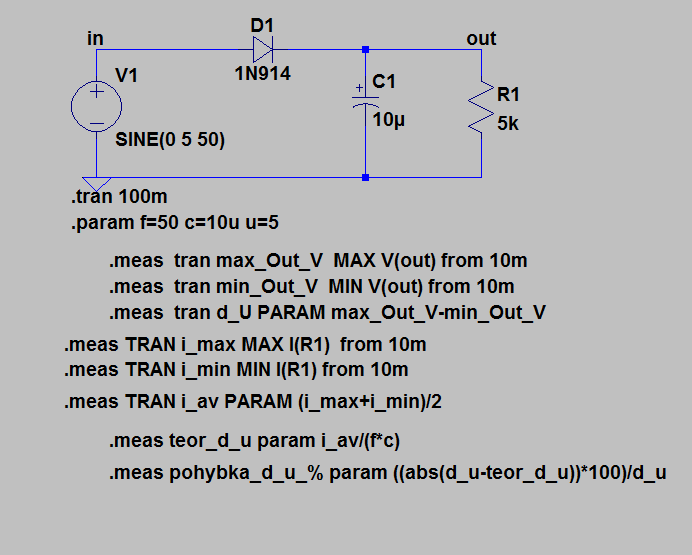 in
D1
out
V1
1N914
C1
R1
10µ
5k
SINE(0 5 50)
.tran 100m
.param f=50 c=10u u=5
.meas  tran max_Out_V  MAX V(out) from 10m
.meas  tran min_Out_V  MIN V(out) from 10m
.meas  tran d_U PARAM max_Out_V-min_Out_V
.meas TRAN i_max MAX I(R1)  from 10m
.meas TRAN i_min MIN I(R1) from 10m
.meas TRAN i_av PARAM (i_max+i_min)/2
.meas teor_d_u param i_av/(f*c)
.meas pohybka_d_u_% param ((abs(d_u-teor_d_u))*100)/d_u